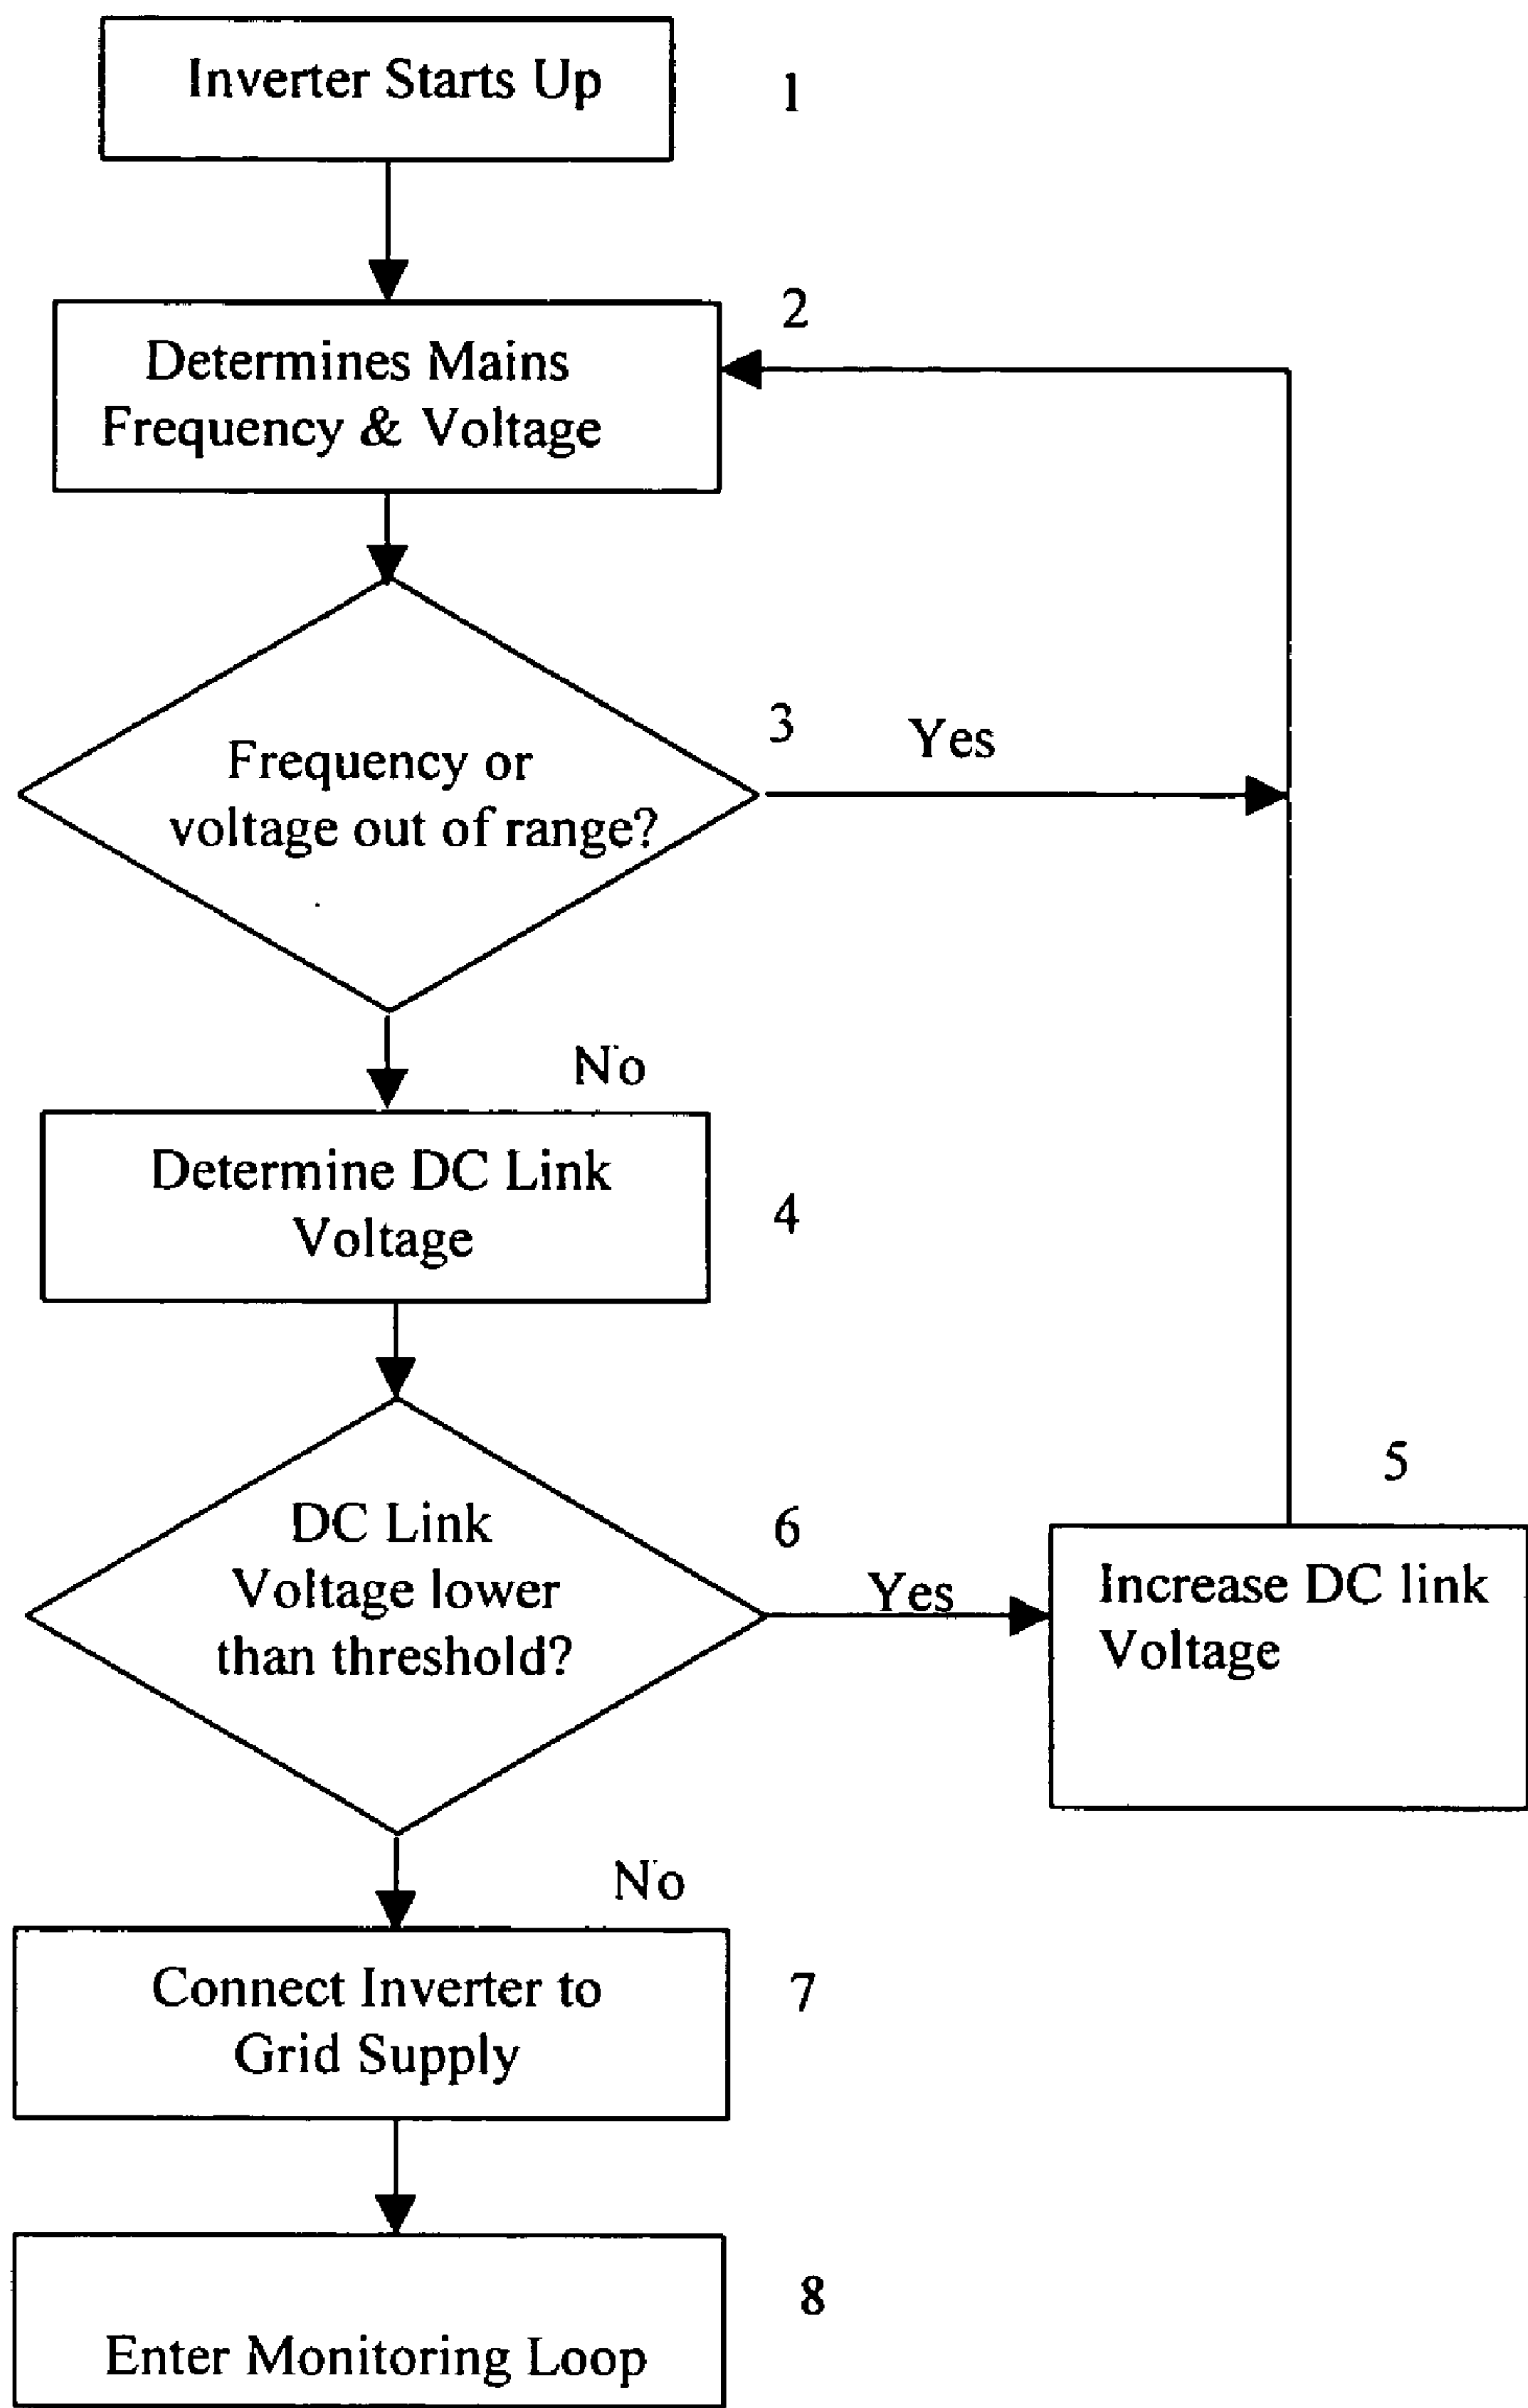 Inverter Starts Up
1
2
Determines Mains
Frequency & Voltage
3
Yes
Frequency or
voltage out of range?
No
Determine DC Link
Voltage
4
5
DC Link
Voltage lower
than threshold?
6
Yes
Increase DC link
Voltage
No
Connect Inverter to
Grid Supply
7
8
Enter Monitoring Loop